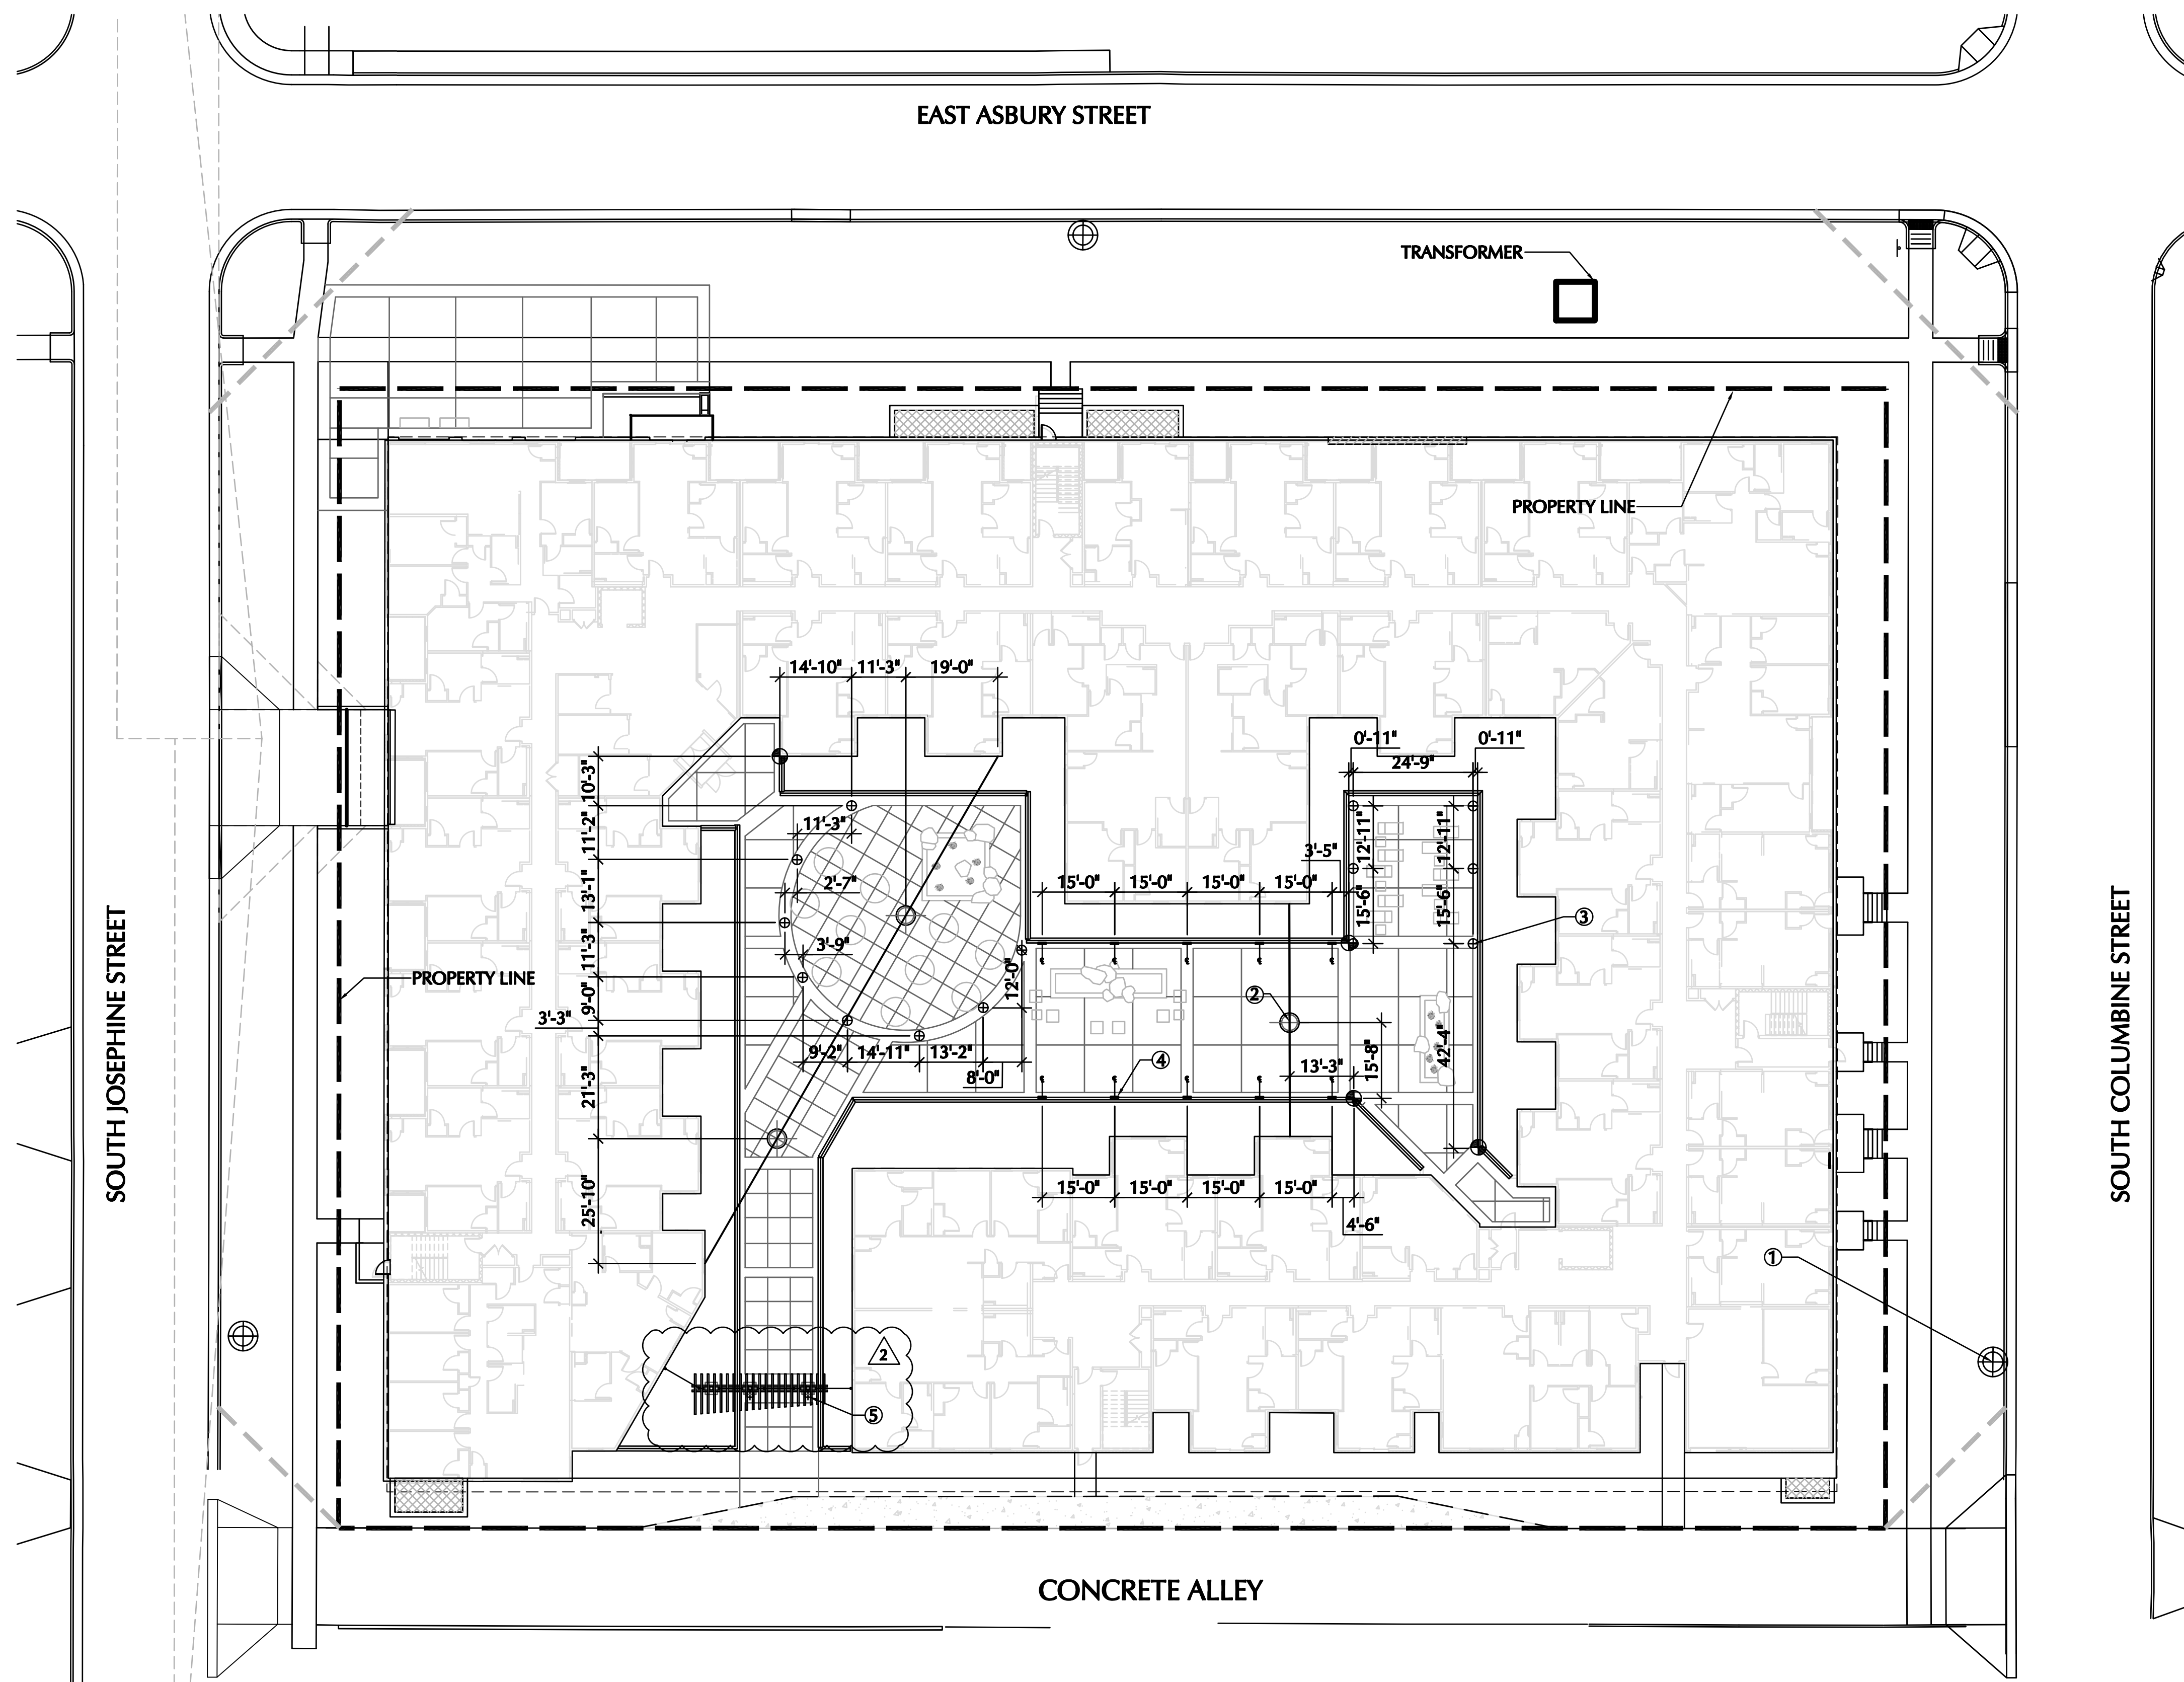 EAST ASBURY STREET
TRANSFORMER
PROPERTY LINE
14'-10" 11'-3" 19'-0"
0'-11" 0'-11"
24'-9"
10'-3"
11'-2"
13'-1"
11'-3"
9'-0"
3'-3"
21'-3"
25'-10"
11'-3"
2'-7"
3'-9"
12'-0"
9'-2" 14'-11" 13'-2"
8'-0"
3'-5"
15'-0" 15'-0" 15'-0" 15'-0"
12'-11" 12'-11"
15'-6" 15'-6"
3
2
42'-4"
15'-8"
13'-3"
4
15'-0" 15'-0" 15'-0" 15'-0"
4'-6"
PROPERTY LINE
SOUTH JOSEPHINE STREET
SOUTH COLUMBINE STREET
1
2
5
CONCRETE ALLEY